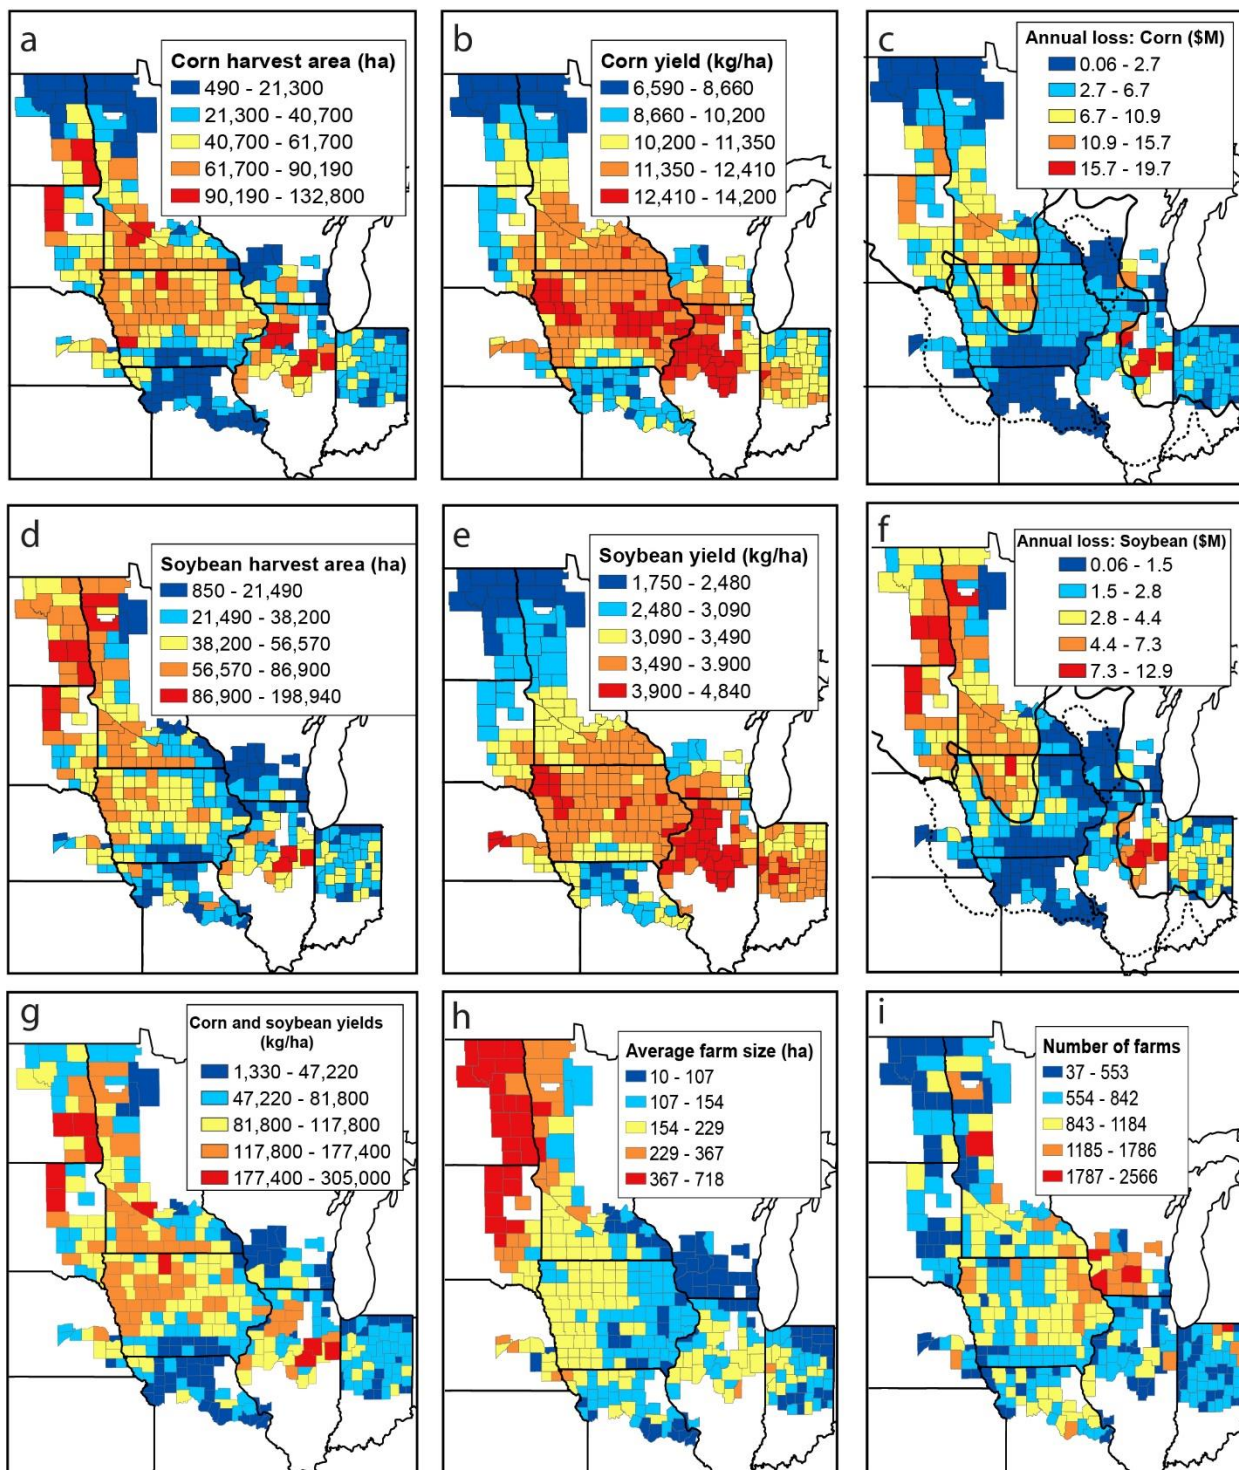 a
Corn harvest area (ha)
490 - 21,300
21,300 - 40,700
40,700 - 61,700
61,700 - 90,190
90,190 - 132,800
b
Corn yield (kg/ha)
6,590 - 8,660
8,660 - 10,200
10,200 - 11,350
11,350 - 12,410
12,410 - 14,200
c
Annual loss: Corn ($M)
0.06 - 2.7
2.7 - 6.7
6.7 - 10.9
10.9 - 15.7
15.7 - 19.7
d
Soybean harvest area (ha)
850 - 21,490
21,490 - 38,200
38,200 - 56,570
56,570 - 86,900
86,900 - 198,940
e
Soybean yield (kg/ha)
1,750 - 2,480
2,480 - 3,090
3,090 - 3,490
3,490 - 3.900
3,900 - 4,840
f
Annual loss: Soybean ($M)
0.06 - 1.5
1.5 - 2.8
2.8 - 4.4
4.4 - 7.3
7.3 - 12.9
g
Corn and soybean yields
(kg/ha)
1,330 - 47,220
47,220 - 81,800
81,800 - 117,800
117,800 - 177,400
177,400 - 305,000
h
Average farm size (ha)
10 - 107
107 - 154
154 - 229
229 - 367
367 - 718
i
Number of farms
37 - 553
554 - 842
843 - 1184
1185 - 1786
1787 - 2566